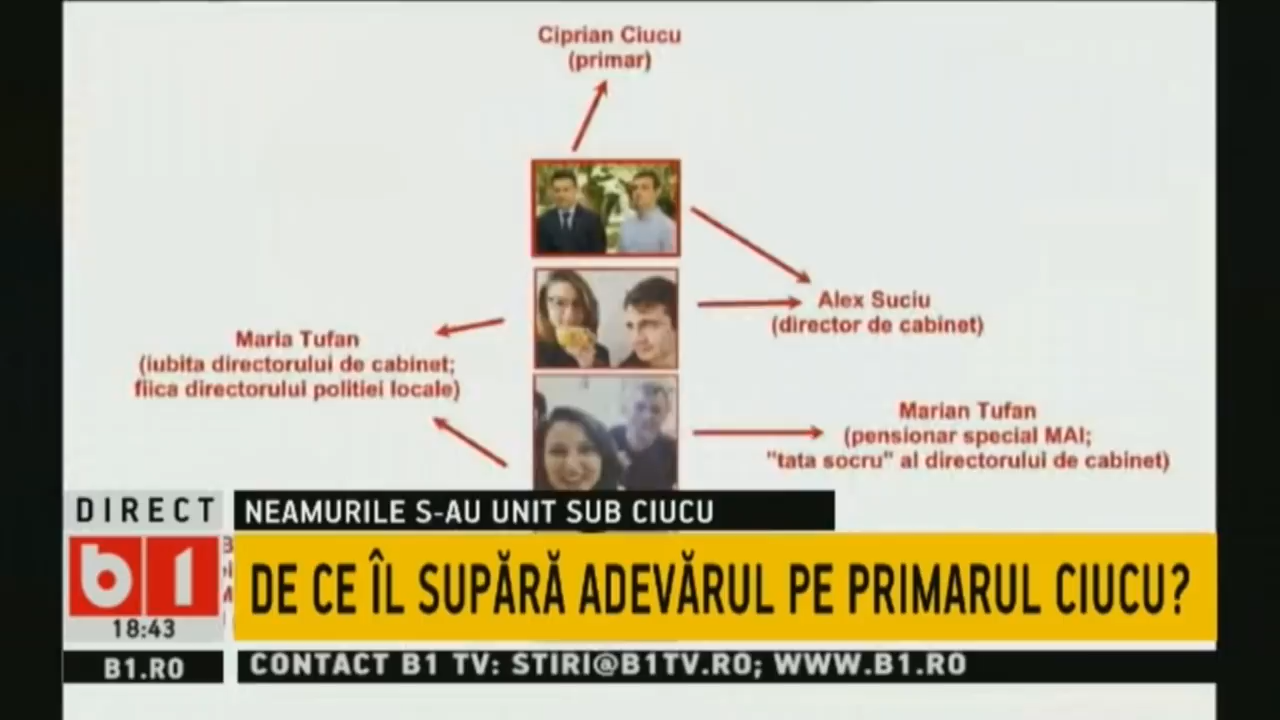 Ciprian Ciucu
(primar)
Alex Suciu
(director de cabinet)
Maria Tufan
(iubita directorului de cabinet;
fiica directorului politiei locale)
Marian Tufan
(pensionar special MAI;
"tata socru" al directorului de cabinet)
DIRECT
NEAMURILE S-AU UNIT SUB CIUCU
b1
DE CE ÎL SUPĂRĂ ADEVĂRUL PE PRIMARUL CIUCU?
18:43
B1.RO
CONTACT B1 TV: STIRI@B1TV.RO; WWW.B1.RO